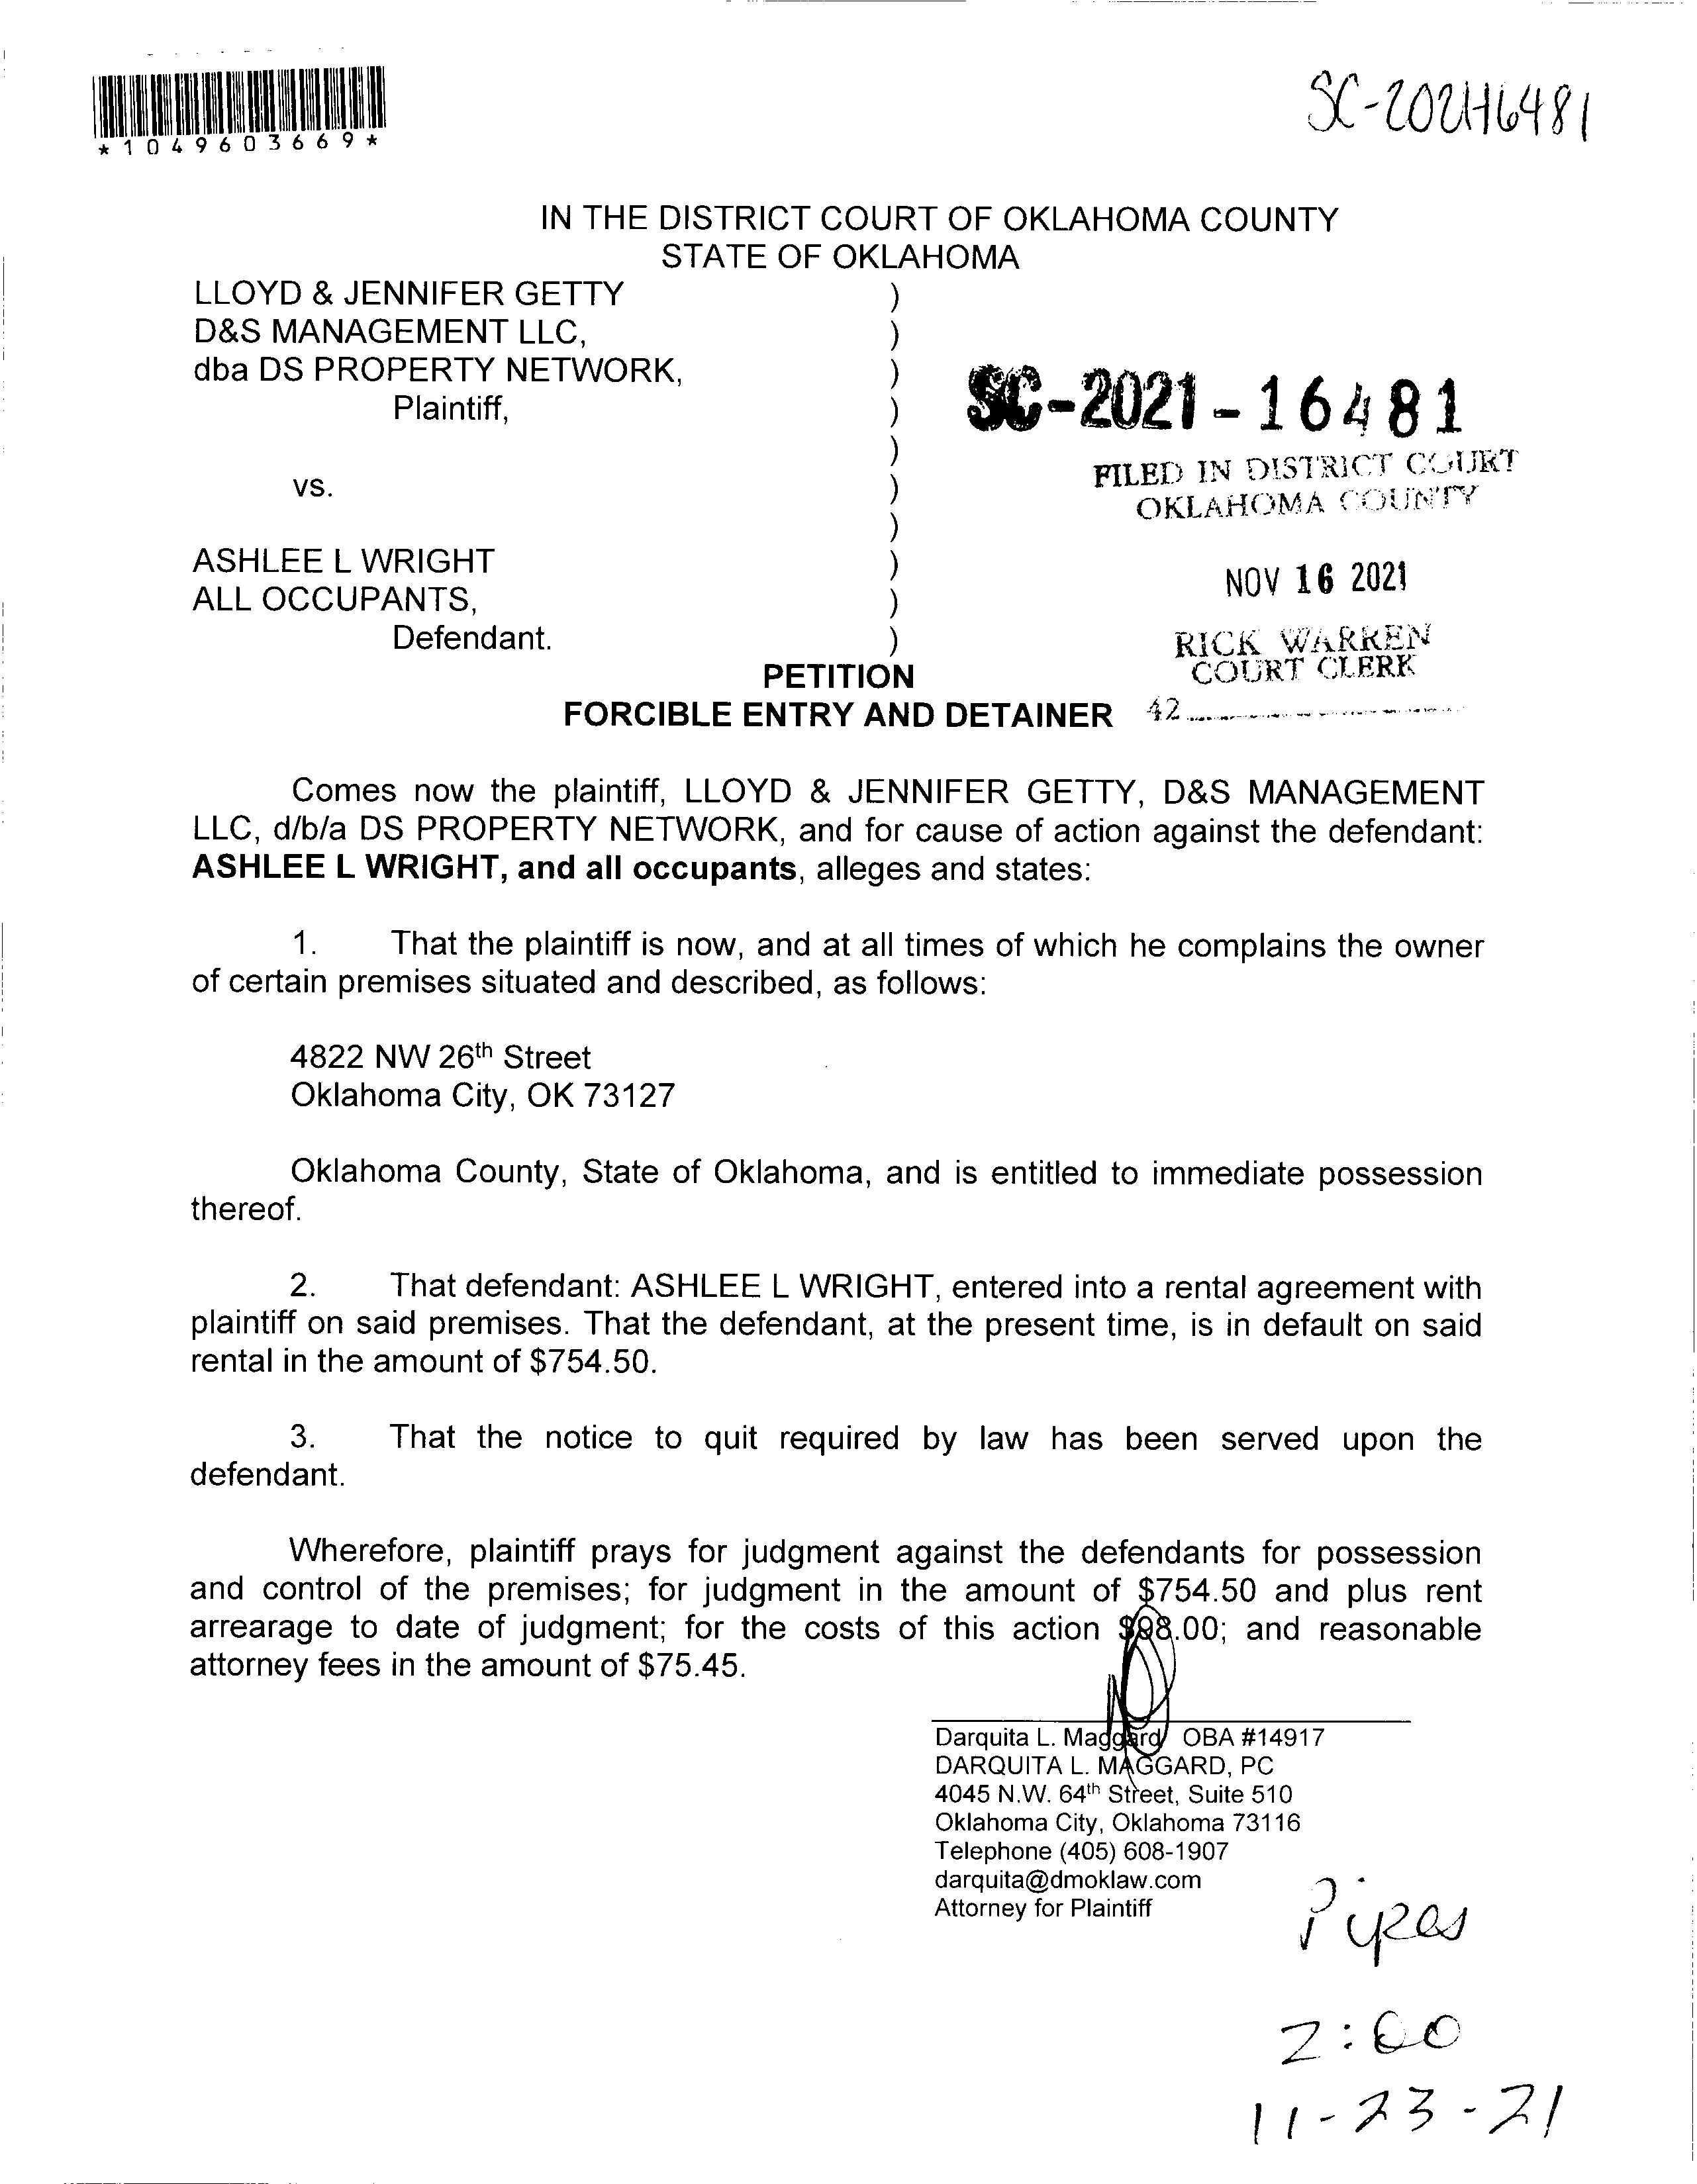 SC-2021-16481
*1049603669*
IN THE DISTRICT COURT OF OKLAHOMA COUNTY
STATE OF OKLAHOMA
LLOYD & JENNIFER GETTY )
D&S MANAGEMENT LLC, )
dba DS PROPERTY NETWORK, )
Plaintiff, )
)
vs. )
)
ASHLEE L WRIGHT )
ALL OCCUPANTS, )
Defendant. )
SC-2021-16481
FILED IN DISTRICT COURT
OKLAHOMA COUNTY
NOV 16 2021
RICK WARREN
COURT CLERK
42
PETITION
FORCIBLE ENTRY AND DETAINER
Comes now the plaintiff, LLOYD & JENNIFER GETTY, D&S MANAGEMENT
LLC, d/b/a DS PROPERTY NETWORK, and for cause of action against the defendant:
ASHLEE L WRIGHT, and all occupants, alleges and states:
1. That the plaintiff is now, and at all times of which he complains the owner
of certain premises situated and described, as follows:
4822 NW 26th Street
Oklahoma City, OK 73127
Oklahoma County, State of Oklahoma, and is entitled to immediate possession
thereof.
2. That defendant: ASHLEE L WRIGHT, entered into a rental agreement with
plaintiff on said premises. That the defendant, at the present time, is in default on said
rental in the amount of $754.50.
3. That the notice to quit required by law has been served upon the
defendant.
Wherefore, plaintiff prays for judgment against the defendants for possession
and control of the premises; for judgment in the amount of $754.50 and plus rent
arrearage to date of judgment; for the costs of this action $98.00; and reasonable
attorney fees in the amount of $75.45.
Darquita L. Maggard OBA #14917
DARQUITA L. MAGGARD, PC
4045 N.W. 64th Street, Suite 510
Oklahoma City, Oklahoma 73116
Telephone (405) 608-1907
darquita@dmoklaw.com
Attorney for Plaintiff
Pipes
2:00
11-23-21